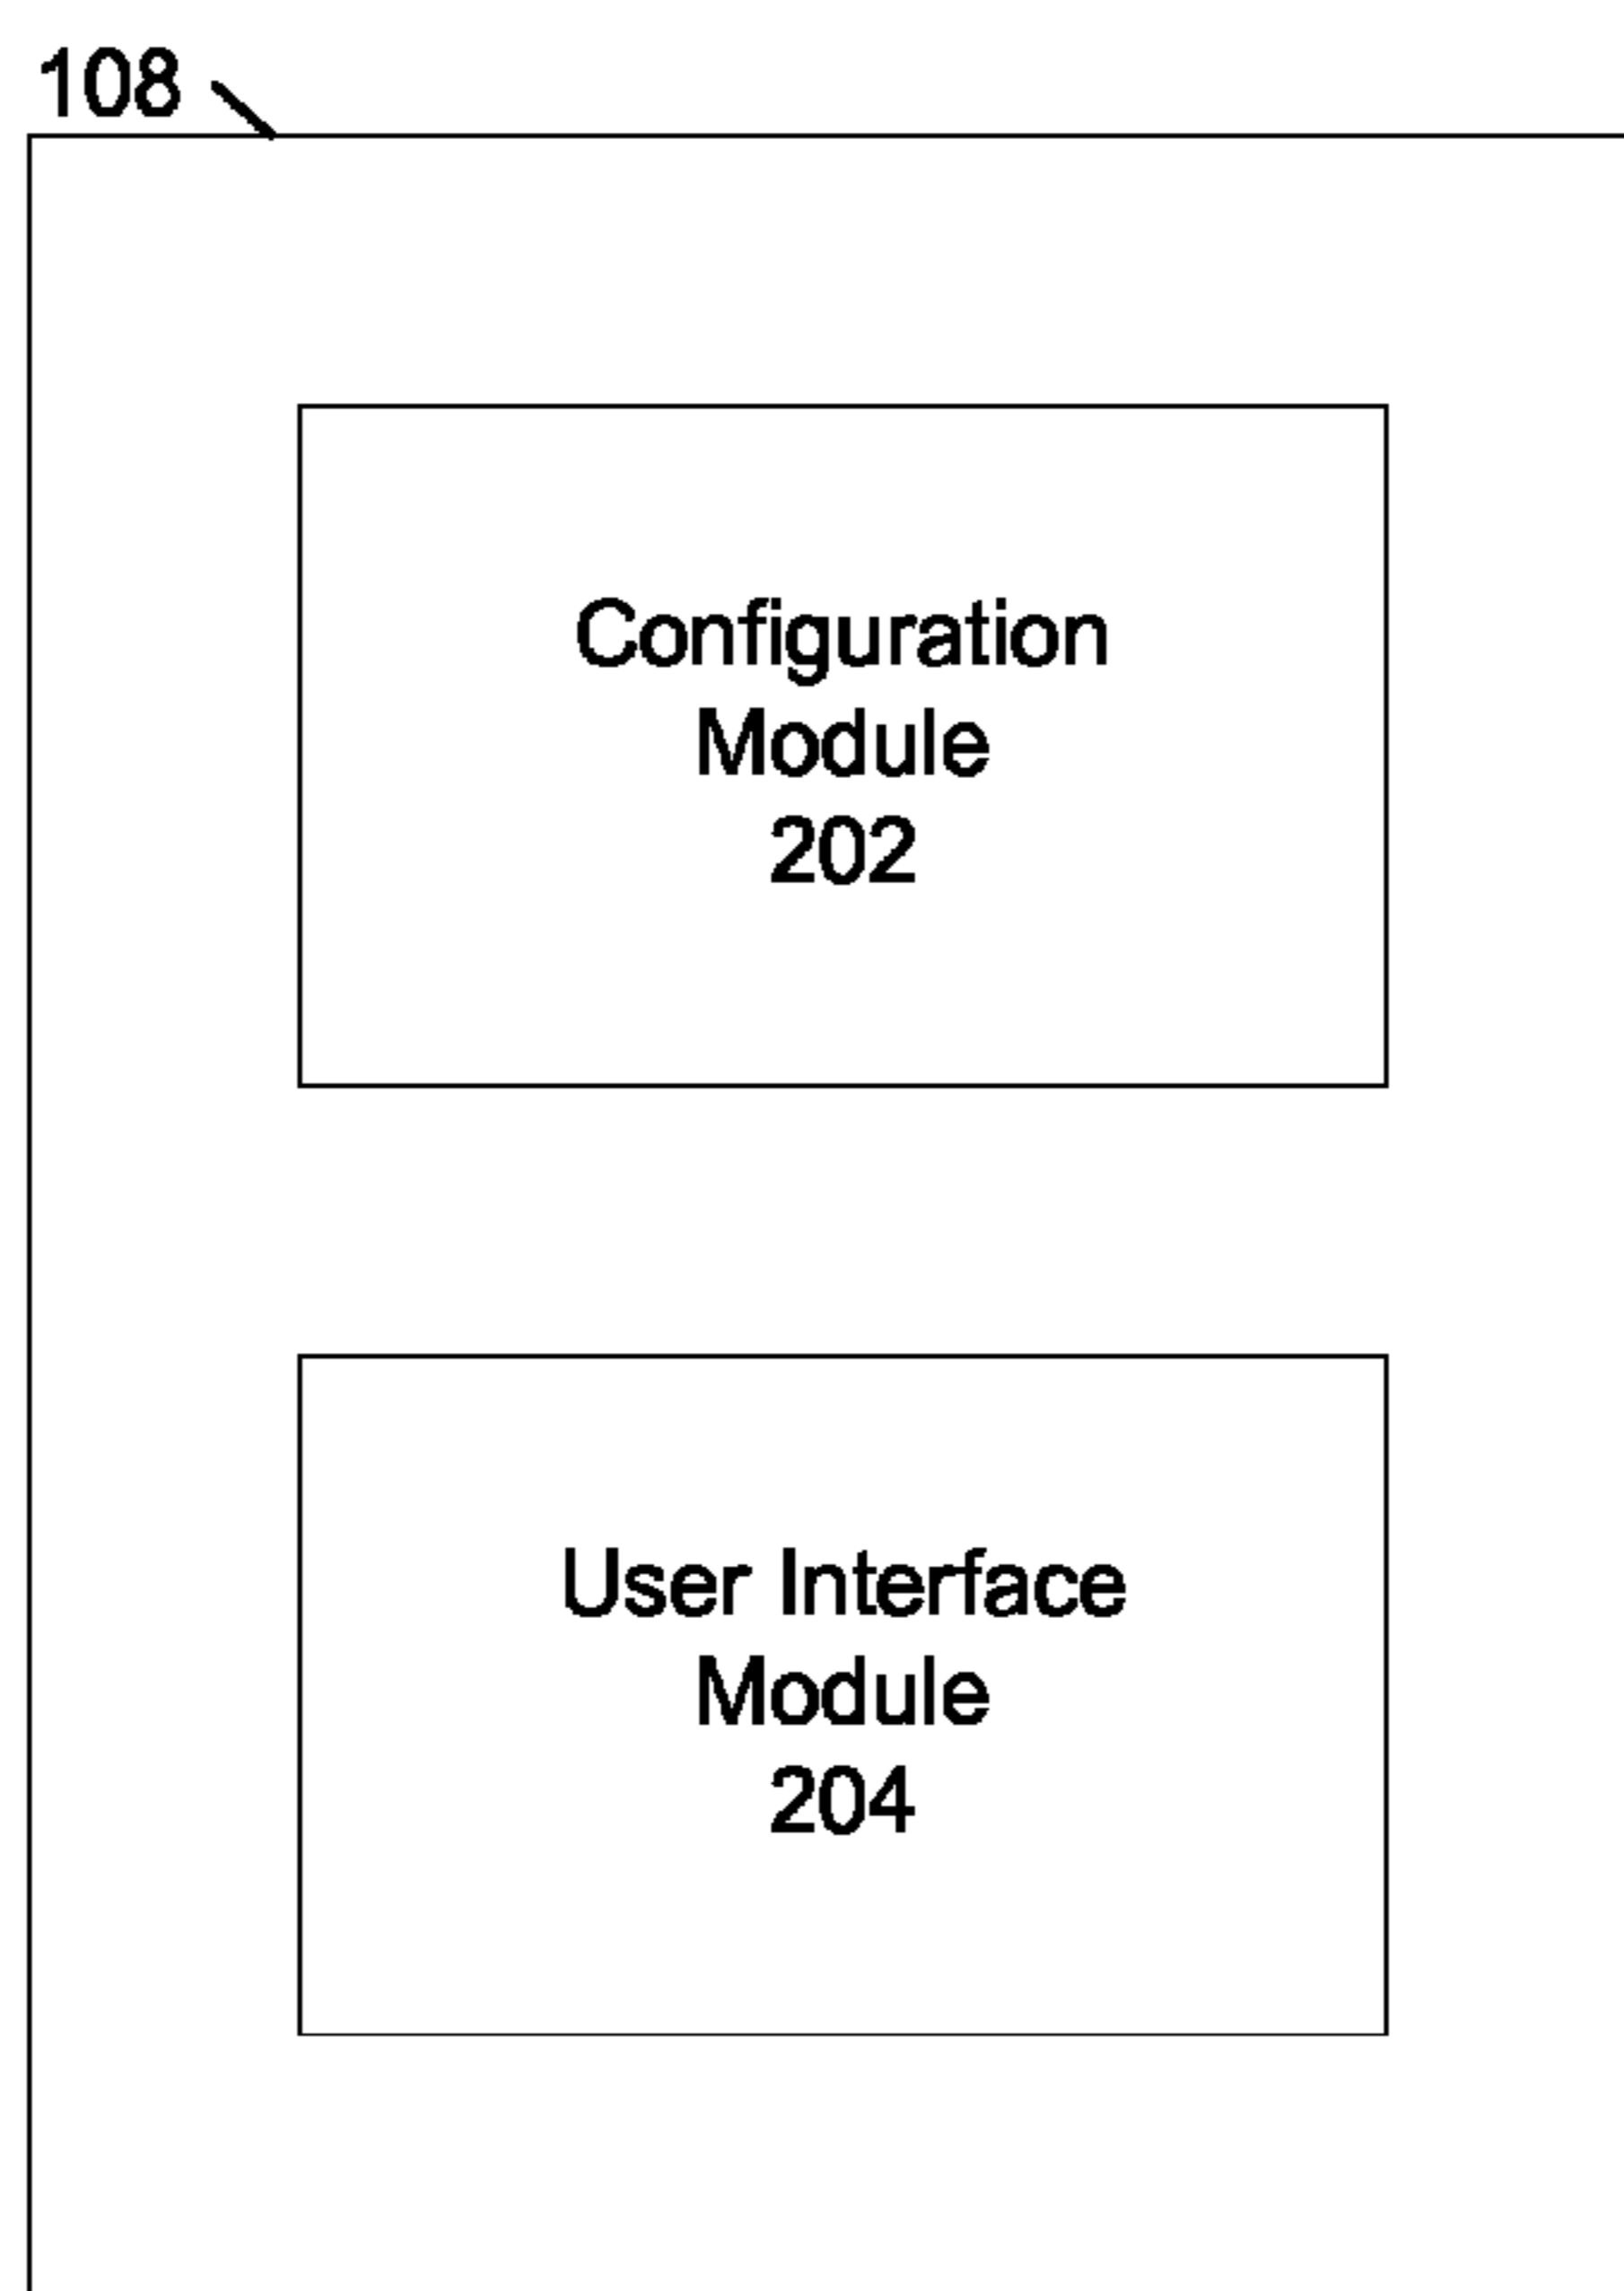 108
Configuration
Module
202
User Interface
Module
204